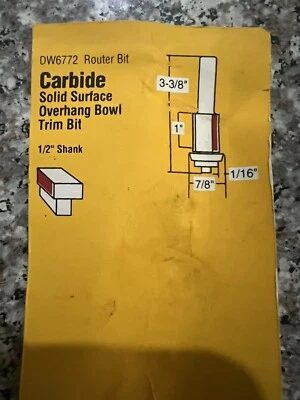 DW6772 Router Bit
Carbide
Solid Surface
Overhang Bowl
Trim Bit
1/2" Shank
3-3/8"
1"
1/16"
7/8"